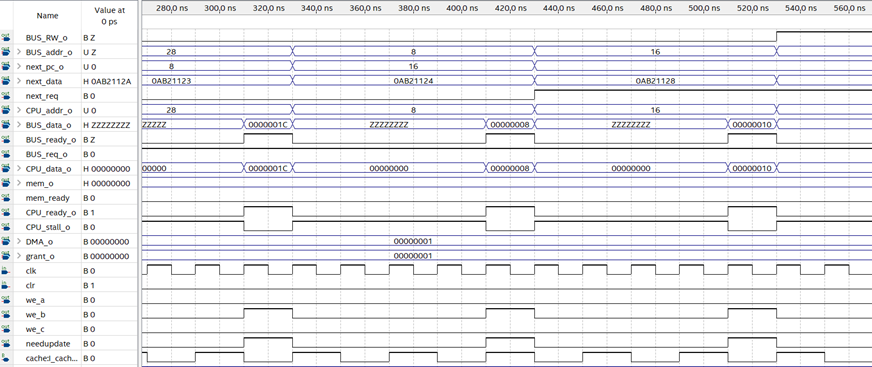 Name Value at 0 ps 280.0 ns 300.0 ns 320.0 ns 340.0 ns 360.0 ns 380.0 ns 400.0 ns 420.0 ns 440.0 ns 460.0 ns 480.0 ns 500.0 ns 520.0 ns 540.0 ns 560.0 ns
BUS_RW_o B Z
BUS_addr_o U Z 28 8 16
next_pc_o U 0 8 16
next_data H 0AB2112A 0AB21123 0AB21124 0AB21128
next_req B 0
CPU_addr_o U 0 28 8 16
BUS_data_o H ZZZZZZZZ ZZZZZ 0000001C ZZZZZZZZ 00000008 ZZZZZZZZ 00000010
BUS_ready_o B Z
BUS_req_o B 0
CPU_data_o H 00000000 00000 0000001C 00000000 00000008 00000000 00000010
mem_o H 00000000
mem_ready B 0
CPU_ready_o B 1
CPU_stall_o B 0
DMA_o B 00000000 00000001
grant_o B 00000000 00000001
clk B 0
clr B 1
we_a B 0
we_b B 0
we_c B 0
needupdate B 0
cache:I_cach... B 0